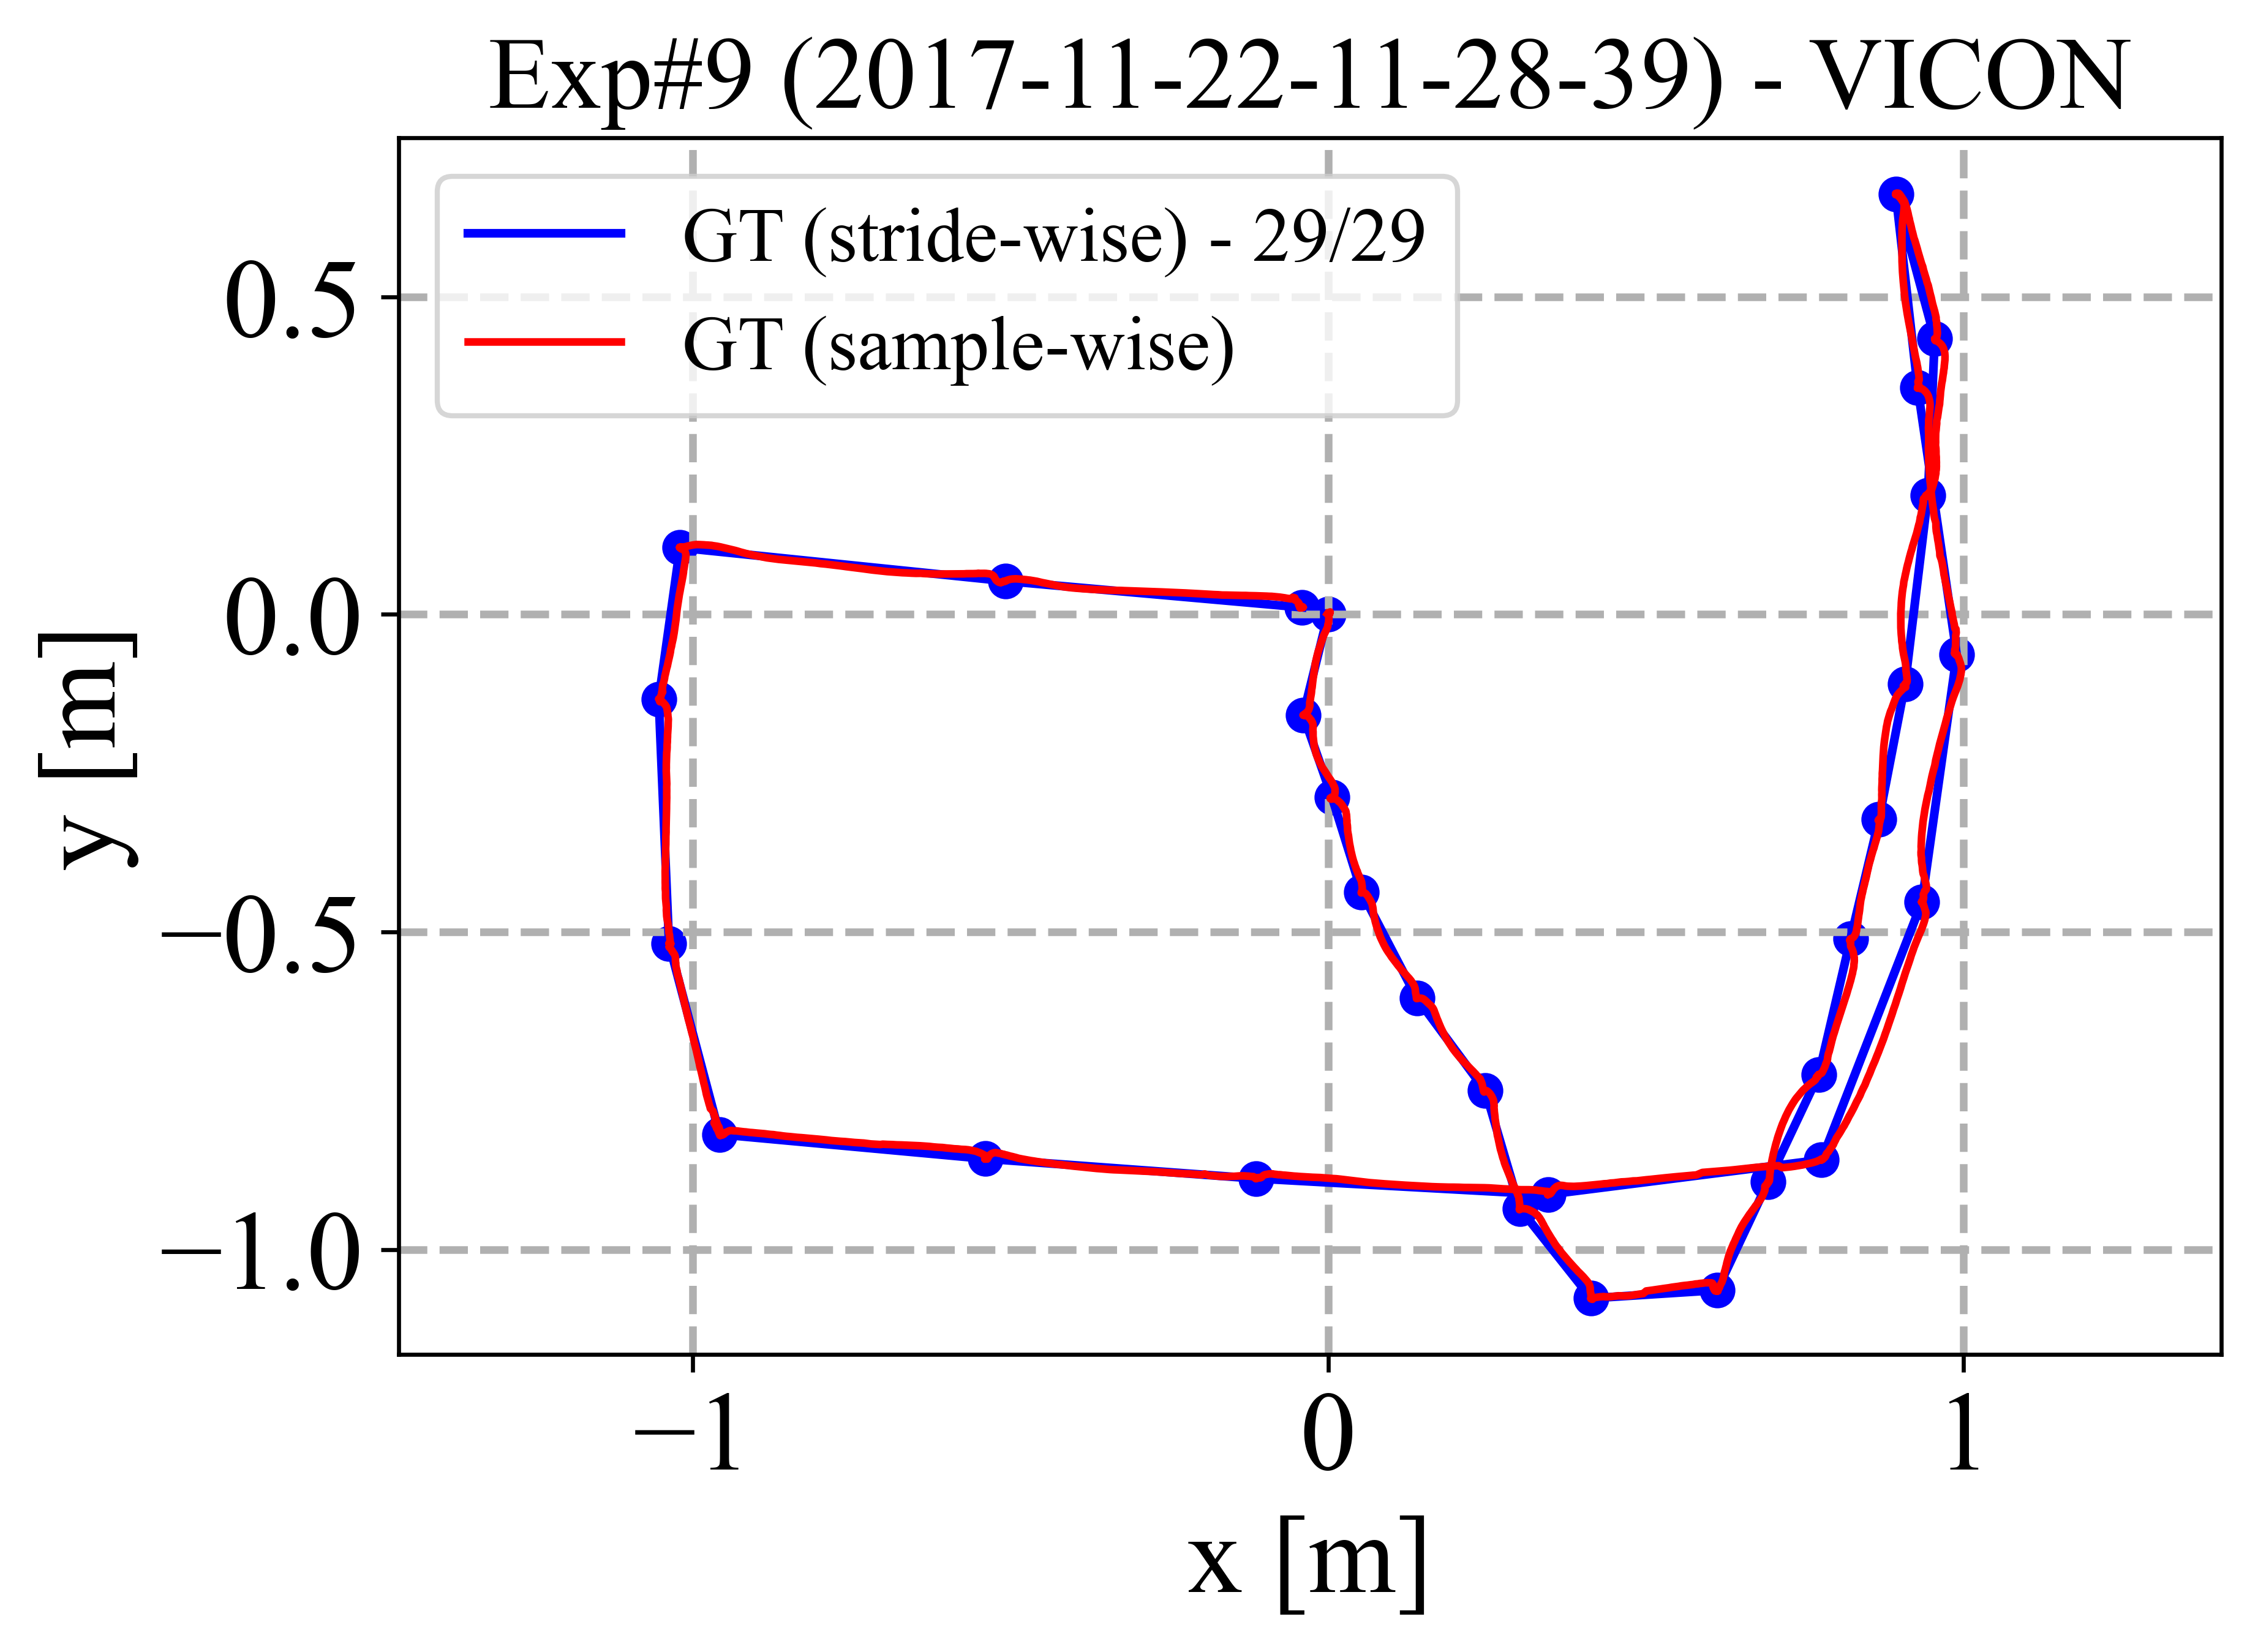 Exp#9 (2017-11-22-11-28-39) - VICON
GT (stride-wise) - 29/29
GT (sample-wise)
0.5
0.0
−0.5
−1.0
y [m]
−1
0
1
x [m]